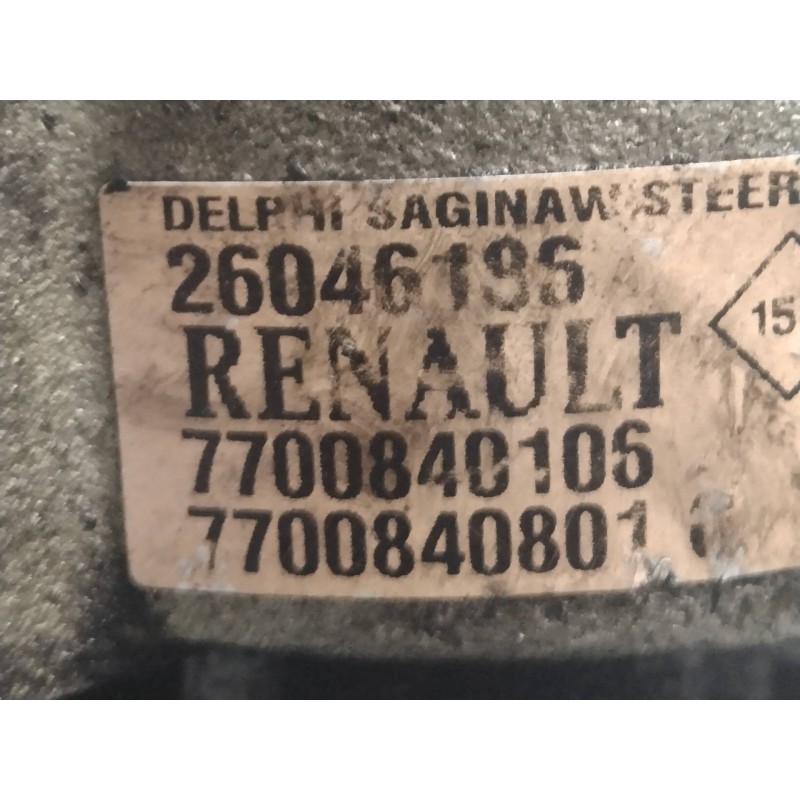 DELPHI SAGINAW STEER
26046196
RENAULT
15
7700840106
7700840801